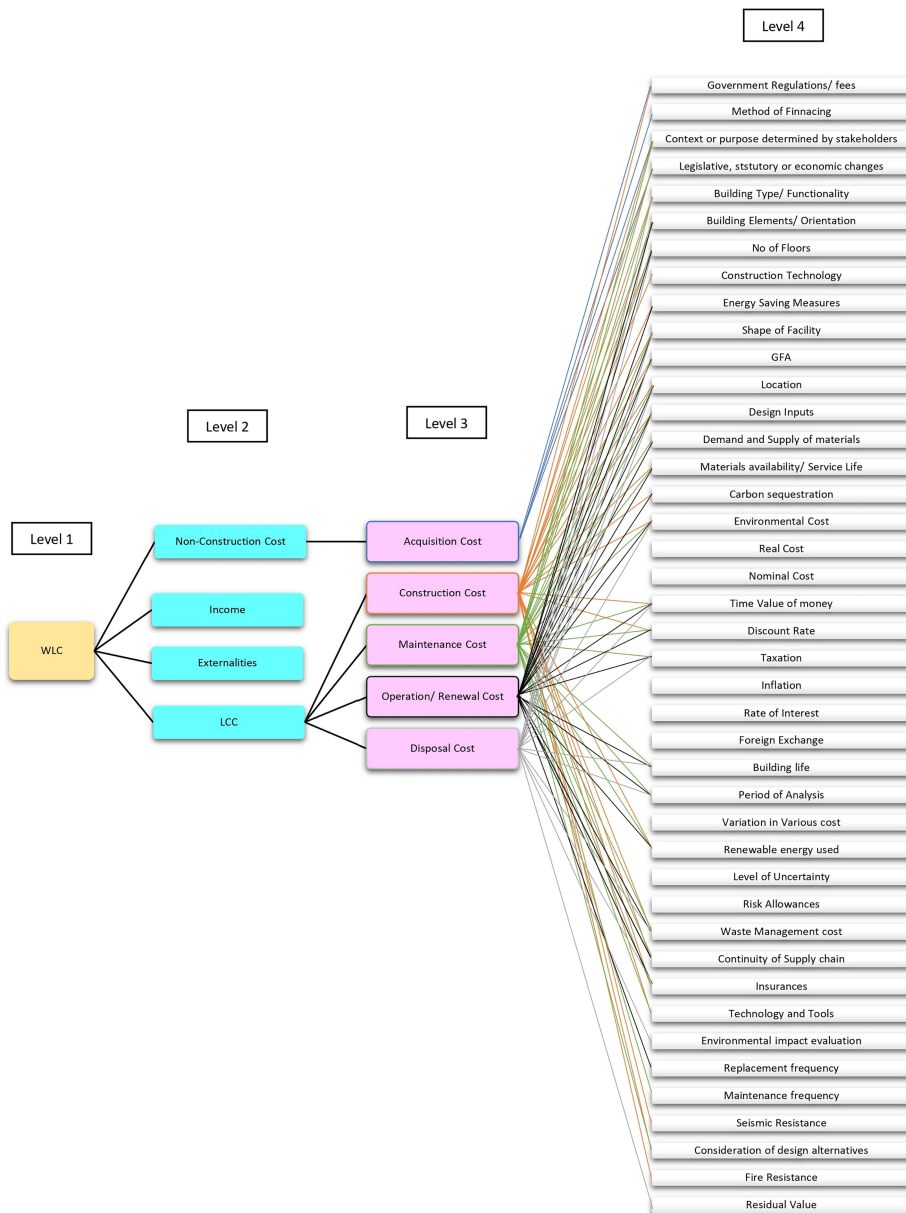 Level 4
Government Regulations/ fees
Method of Finnacing
Context or purpose determined by stakeholders
Legislative, ststutory or economic changes
Building Type/ Functionality
Building Elements/ Orientation
No of Floors
Construction Technology
Energy Saving Measures
Shape of Facility
GFA
Location
Design Inputs
Demand and Supply of materials
Materials availability/ Service Life
Carbon sequestration
Environmental Cost
Real Cost
Nominal Cost
Time Value of money
Discount Rate
Taxation
Inflation
Rate of Interest
Foreign Exchange
Building life
Period of Analysis
Variation in Various cost
Renewable energy used
Level of Uncertainty
Risk Allowances
Waste Management cost
Continuity of Supply chain
Insurances
Technology and Tools
Environmental impact evaluation
Replacement frequency
Maintenance frequency
Seismic Resistance
Consideration of design alternatives
Fire Resistance
Residual Value
Level 3
Acquisition Cost
Construction Cost
Maintenance Cost
Operation/ Renewal Cost
Disposal Cost
Level 2
Non-Construction Cost
Income
Externalities
LCC
Level 1
WLC